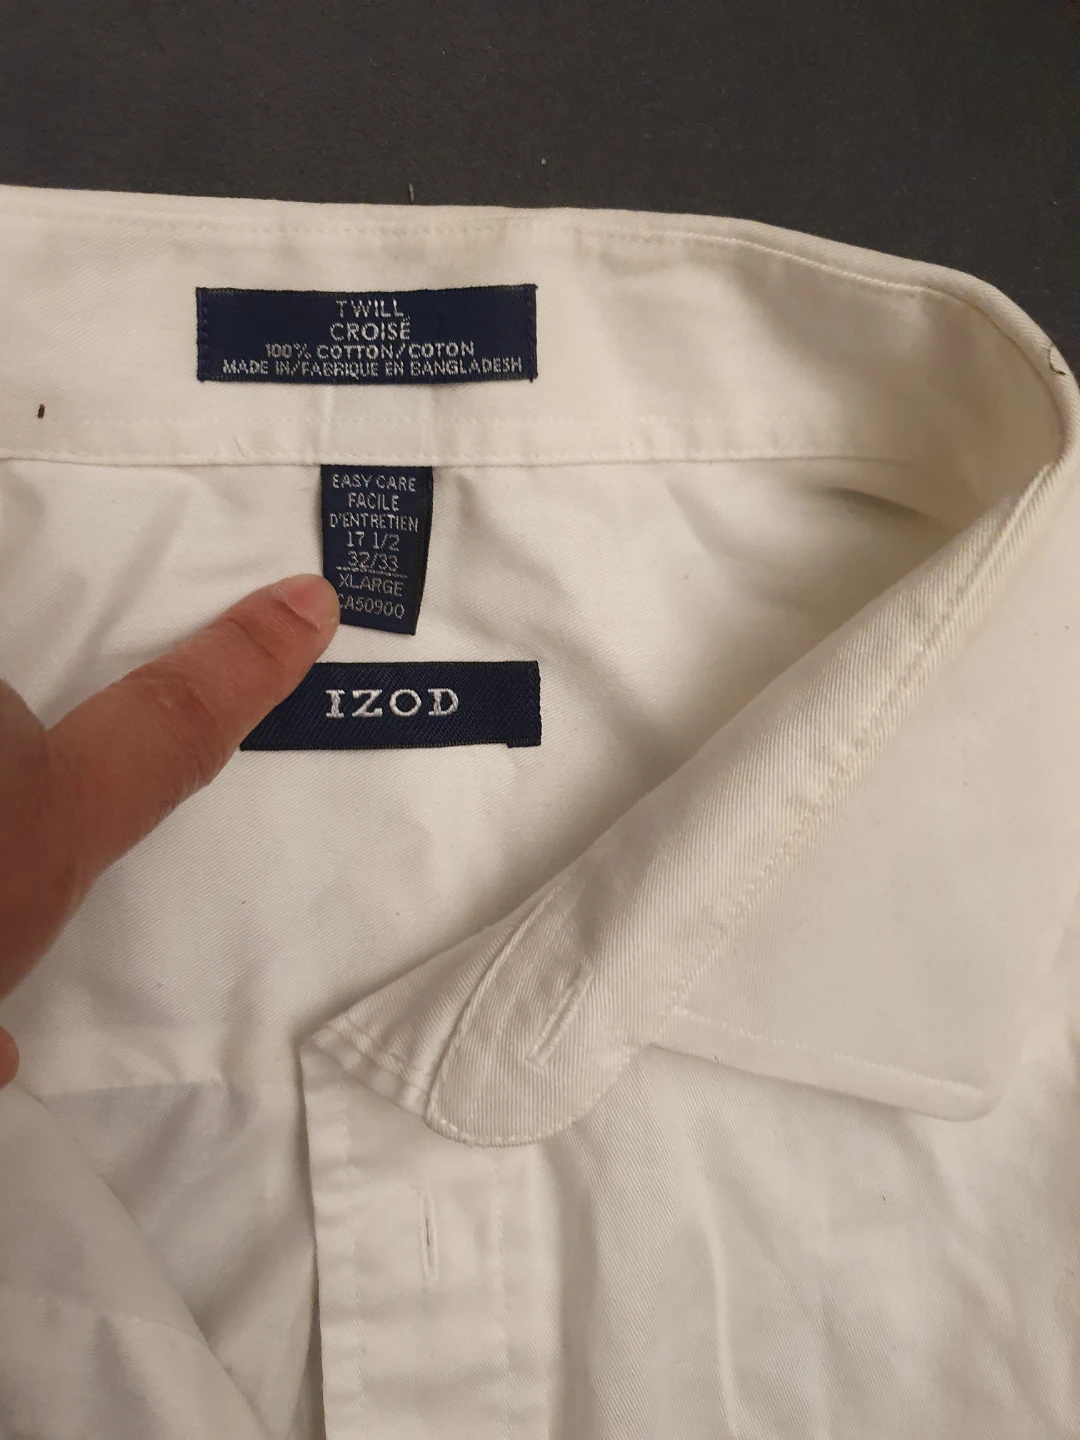 TWILL
CROISÉ
100% COTTON/COTON
MADE IN/FABRIQUE EN BANGLADESH
EASY CARE
FACILE
D'ENTRETIEN
17 1/2
32/33
XLARGE
CA50900
IZOD